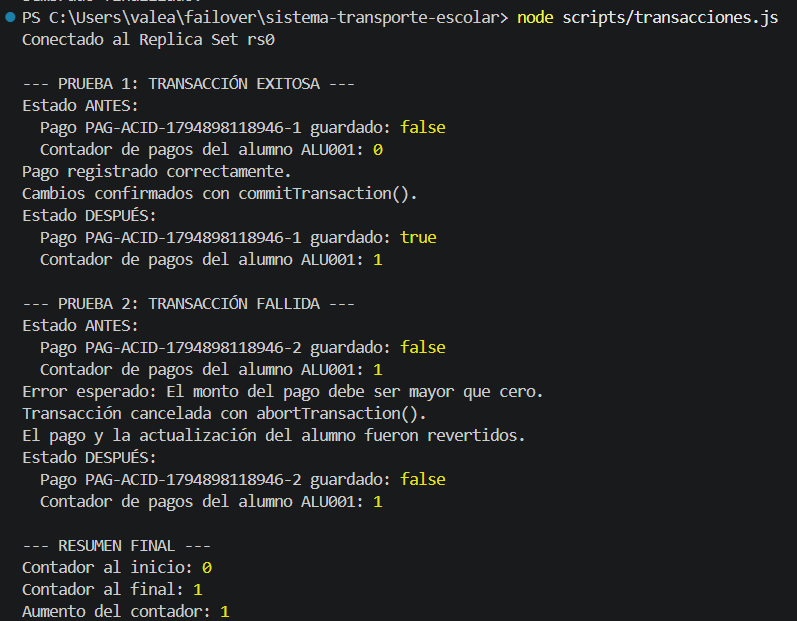 PS C:\Users\valea\failover\sistema-transporte-escolar> node scripts/transacciones.js
Conectado al Replica Set rs0
--- PRUEBA 1: TRANSACCIÓN EXITOSA ---
Estado ANTES:
Pago PAG-ACID-1794898118946-1 guardado: false
Contador de pagos del alumno ALU001: 0
Pago registrado correctamente.
Cambios confirmados con commitTransaction().
Estado DESPUÉS:
Pago PAG-ACID-1794898118946-1 guardado: true
Contador de pagos del alumno ALU001: 1
--- PRUEBA 2: TRANSACCIÓN FALLIDA ---
Estado ANTES:
Pago PAG-ACID-1794898118946-2 guardado: false
Contador de pagos del alumno ALU001: 1
Error esperado: El monto del pago debe ser mayor que cero.
Transacción cancelada con abortTransaction().
El pago y la actualización del alumno fueron revertidos.
Estado DESPUÉS:
Pago PAG-ACID-1794898118946-2 guardado: false
Contador de pagos del alumno ALU001: 1
--- RESUMEN FINAL ---
Contador al inicio: 0
Contador al final: 1
Aumento del contador: 1